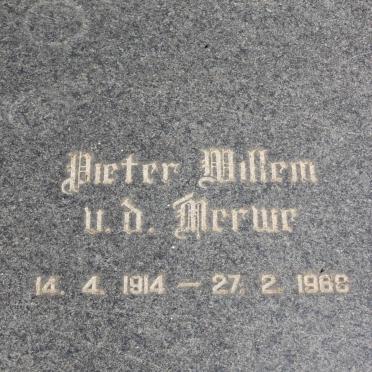 Pieter Willem
v.d. Merwe
14. 4. 1914 — 27. 2. 1968